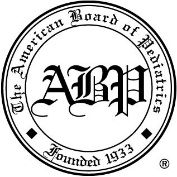 The American Board of Pediatrics
ABP
Founded 1933
®